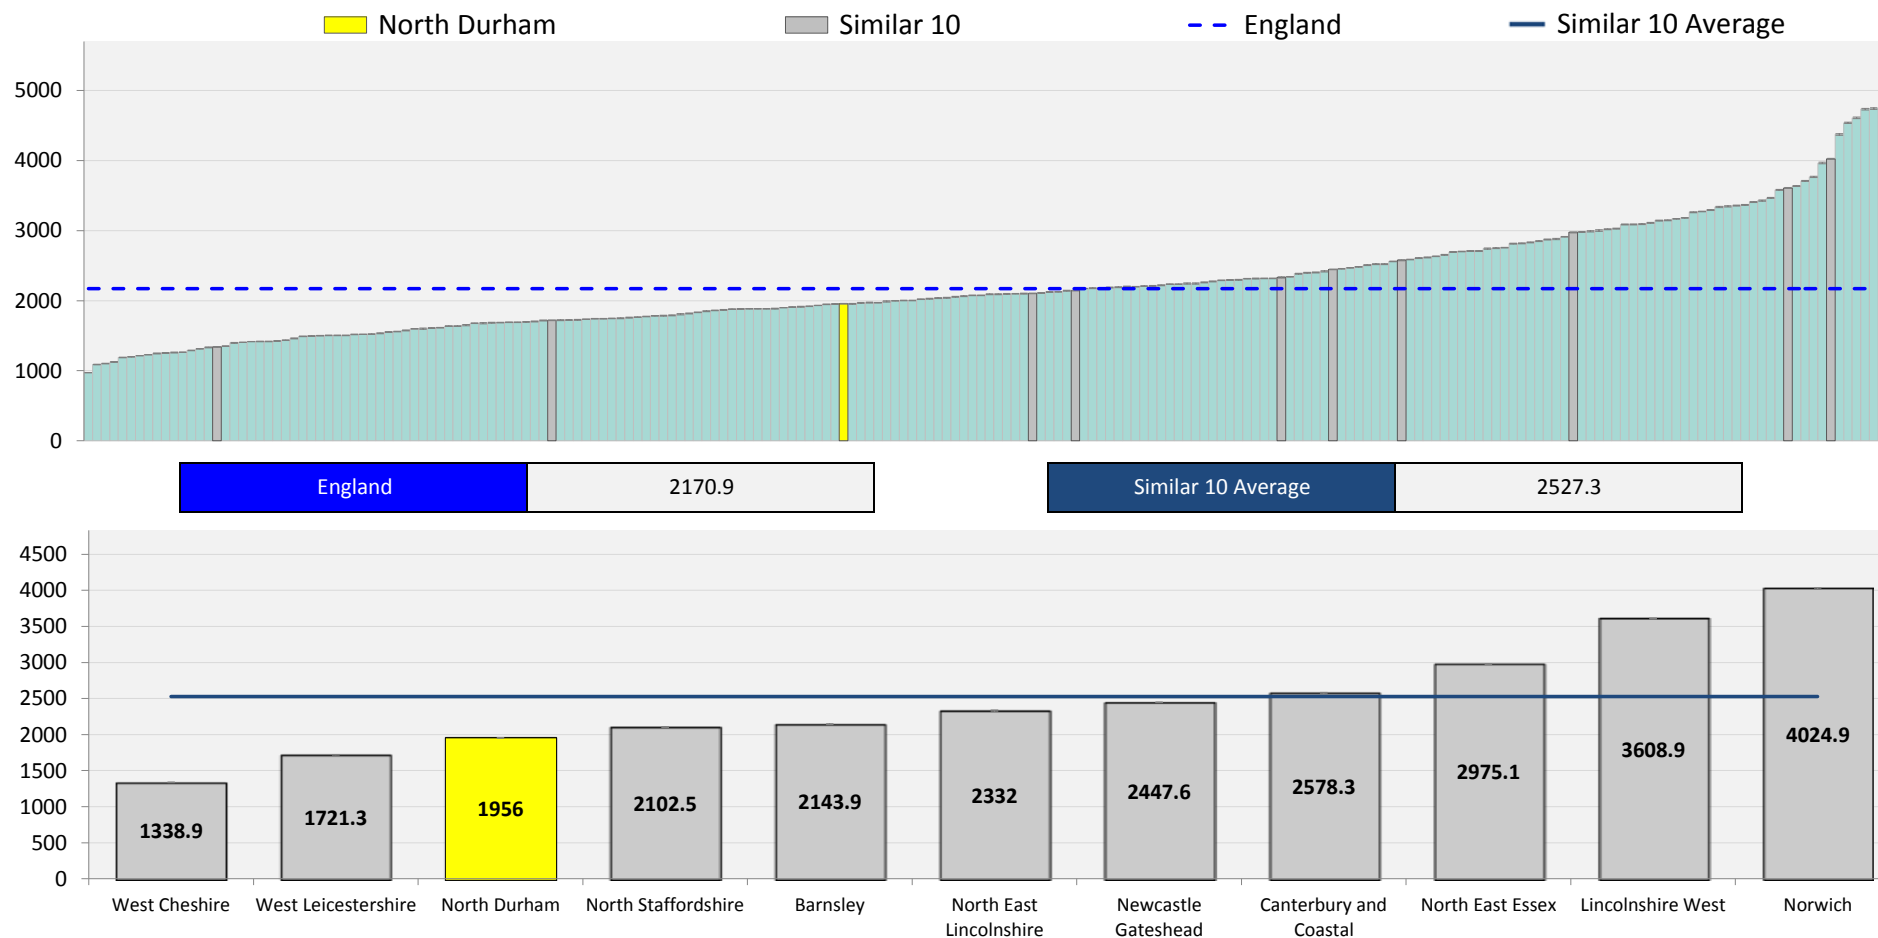 North Durham
Similar 10
England
Similar 10 Average
5000
4000
3000
2000
1000
0
England 2170.9
Similar 10 Average 2527.3
4500
4000
3500
3000
2500
2000
1500
1000
500
0
1338.9
1721.3
1956
2102.5
2143.9
2332
2447.6
2578.3
2975.1
3608.9
4024.9
West Cheshire
West Leicestershire
North Durham
North Staffordshire
Barnsley
North East
Lincolnshire
Newcastle
Gateshead
Canterbury and
Coastal
North East Essex
Lincolnshire West
Norwich